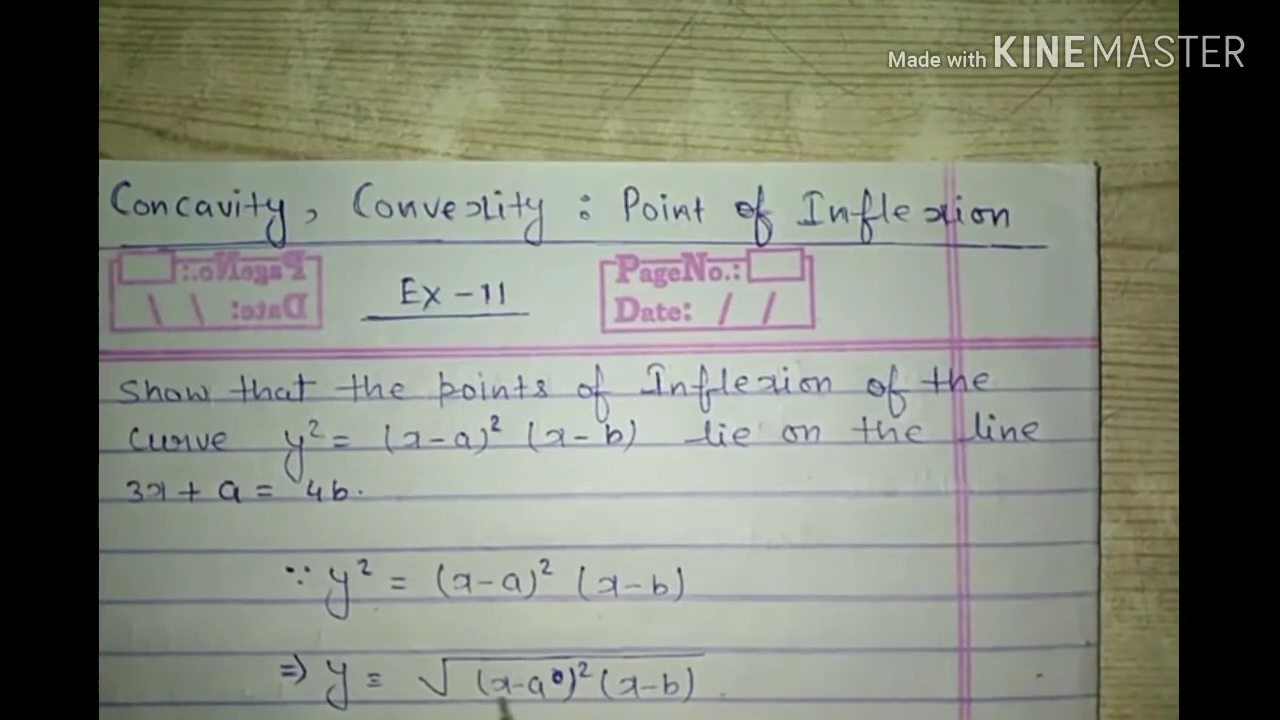 Made with KINEMASTER
Concavity, Convexity : Point of Inflexion
PageNo.:
Date: / /
Ex - 11
PageNo.:
Date: / /
Show that the points of Inflexion of the
curve y² = (x-a)² (x-b) lie on the line
3x + a = 4b.
∵ y² = (x-a)² (x-b)
⇒ y = √(x-a)² (x-b)